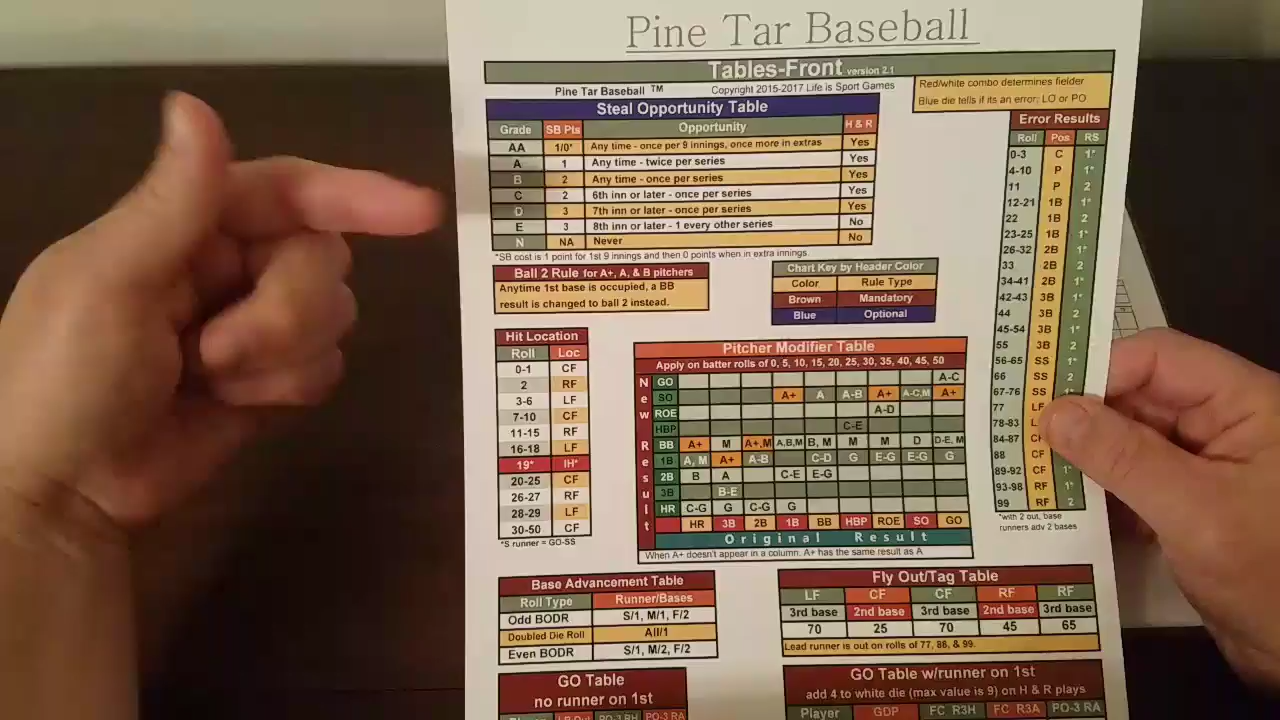 Pine Tar Baseball
Tables-Front version 2.1
Pine Tar Baseball ™ Copyright 2015-2017 Life is Sport Games
Red/white combo determines fielder
Blue die tells if its an error, LO or PO
Steal Opportunity Table
Grade SB Pts Opportunity H & R
AA 1/0* Any time - once per 9 innings, once more in extras Yes
A 1 Any time - twice per series Yes
B 2 Any time - once per series Yes
C 2 6th inn or later - once per series Yes
D 3 7th inn or later - once per series Yes
E 3 8th inn or later - 1 every other series No
N NA Never No
*SB cost is 1 point for 1st 9 innings and then 0 points when in extra innings.
Ball 2 Rule for A+, A, & B pitchers
Anytime 1st base is occupied, a BB
result is changed to ball 2 instead.
Chart Key by Header Color
Color Rule Type
Brown Mandatory
Blue Optional
Error Results
Roll Pos RS
0-3 C 1*
4-10 P 1*
11 P 2
12-21 1B 1*
22 1B 2
23-25 1B 1*
26-32 2B 1*
33 2B 2
34-41 2B 1*
42-43 3B 1*
44 3B 2
45-54 3B 1*
55 3B 2
56-65 SS 1*
66 SS 2
67-76 SS 1*
77 LF
78-83
84-87
88 CF
89-92 CF 1*
93-98 RF 1*
99 RF 2
*with 2 out, base
runners adv 2 bases
Hit Location
Roll Loc
0-1 CF
2 RF
3-6 LF
7-10 CF
11-15 RF
16-18 LF
19* IH*
20-25 CF
26-27 RF
28-29 LF
30-50 CF
*S runner = GO-SS
Pitcher Modifier Table
Apply on batter rolls of 0, 5, 10, 15, 20, 25, 30, 35, 40, 45, 50
New Result
GO A-C
SO A+ A A-B A+ A-C,M A+
ROE A-D
HBP C-E
BB A+ M A+,M A,B,M B, M M M D D-E, M
1B A, M A+ A-B C-D G E-G E-G G
2B B A C-E E-G
3B B-E
HR C-G G C-G G
HR 3B 2B 1B BB HBP ROE SO GO
Original Result
When A+ doesn't appear in a column, A+ has the same result as A
Base Advancement Table
Roll Type Runner/Bases
Odd BODR S/1, M/1, F/2
Doubled Die Roll All/1
Even BODR S/1, M/2, F/2
Fly Out/Tag Table
LF CF CF RF RF
3rd base 2nd base 3rd base 2nd base 3rd base
70 25 70 45 65
Lead runner is out on rolls of 77, 88, & 99.
GO Table
no runner on 1st
GO Table w/runner on 1st
add 4 to white die (max value is 9) on H & R plays
Player GDP FC R3H FC R3A PO-3 RA